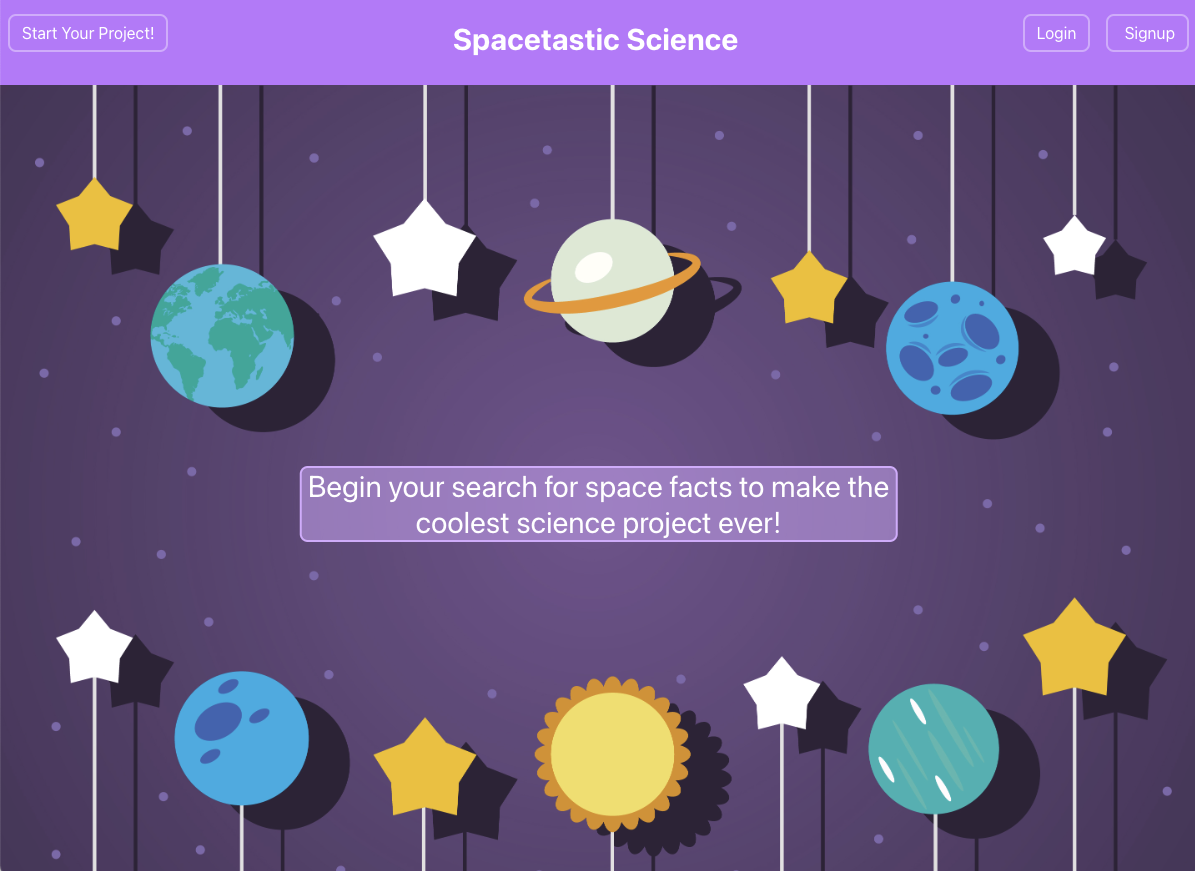 Start Your Project!
Spacetastic Science
Login
Signup
Begin your search for space facts to make the
coolest science project ever!